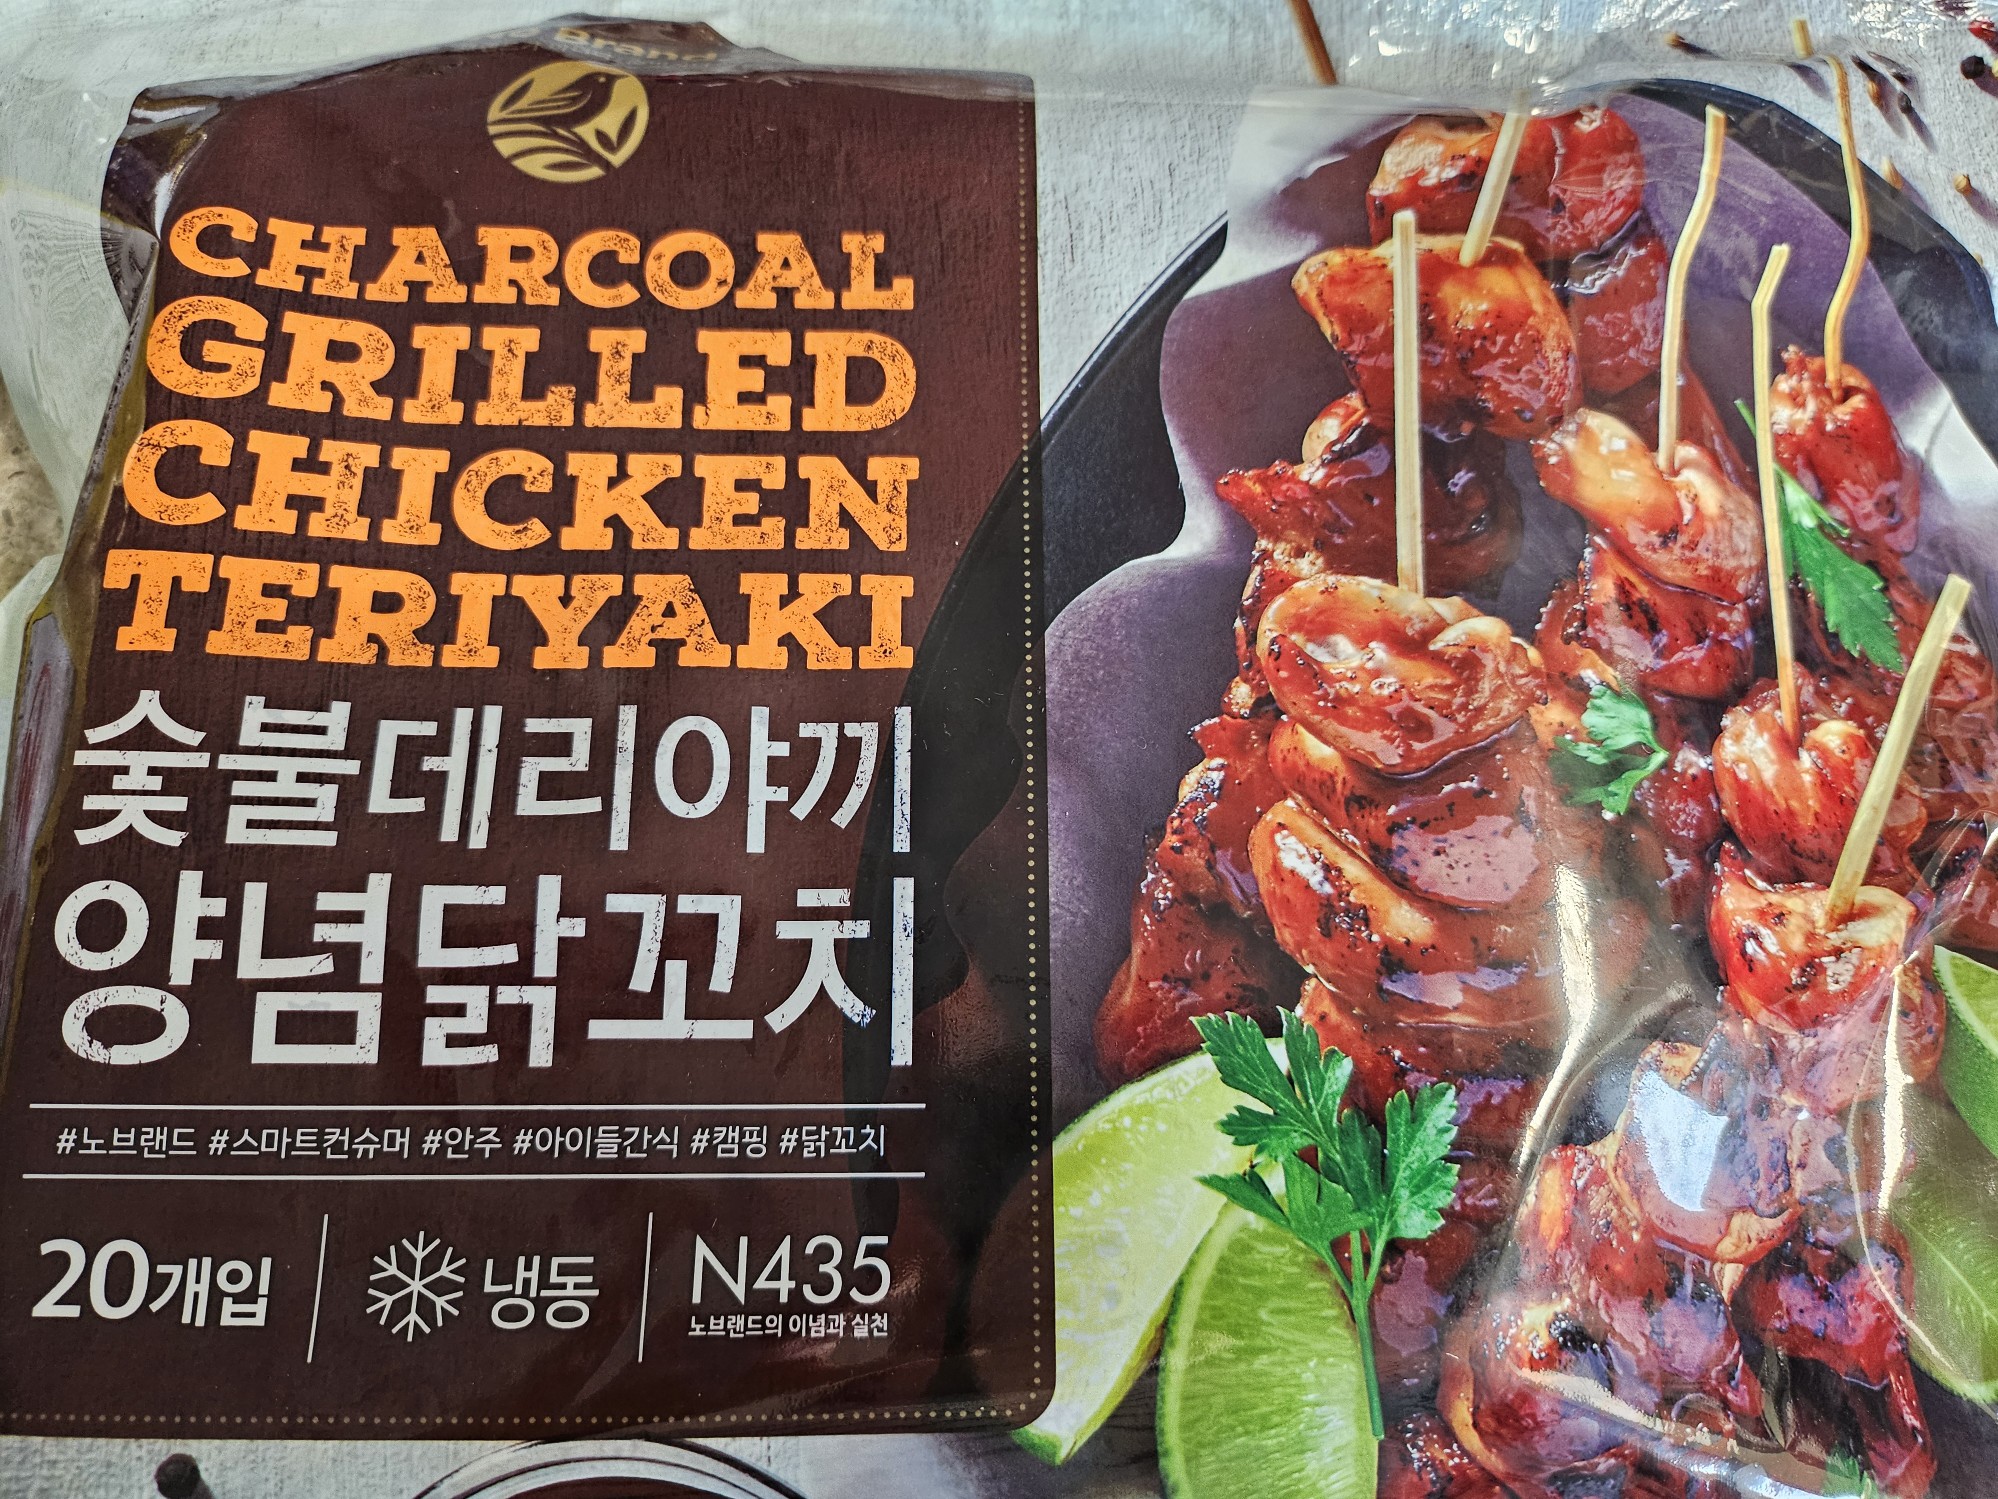 Brand
CHARCOAL
GRILLED
CHICKEN
TERIYAKI
숯불데리야끼
양념닭꼬치
#노브랜드 #스마트컨슈머 #안주 #아이들간식 #캠핑 #닭꼬치
20개입
냉동
N435
노브랜드의 이념과 실천